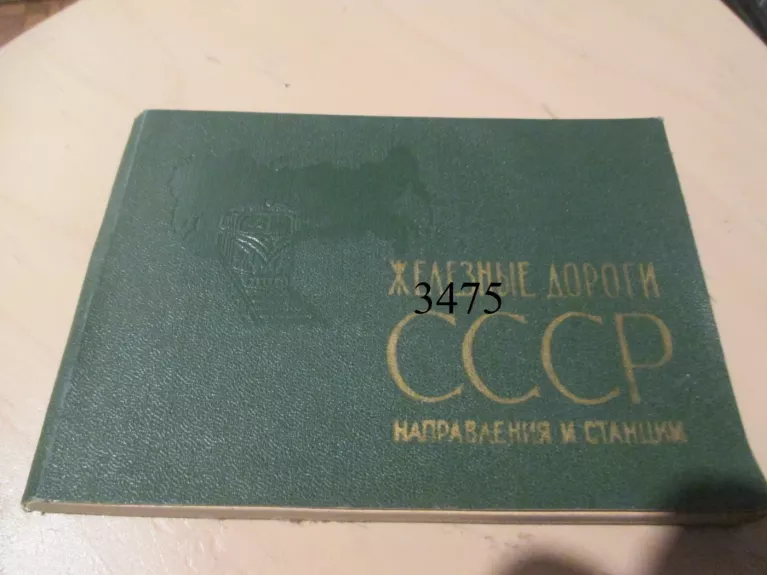 ЖЕЛЕЗНЫЕ ДОРОГИ
3475
СССР
НАПРАВЛЕНИЯ И СТАНЦИИ